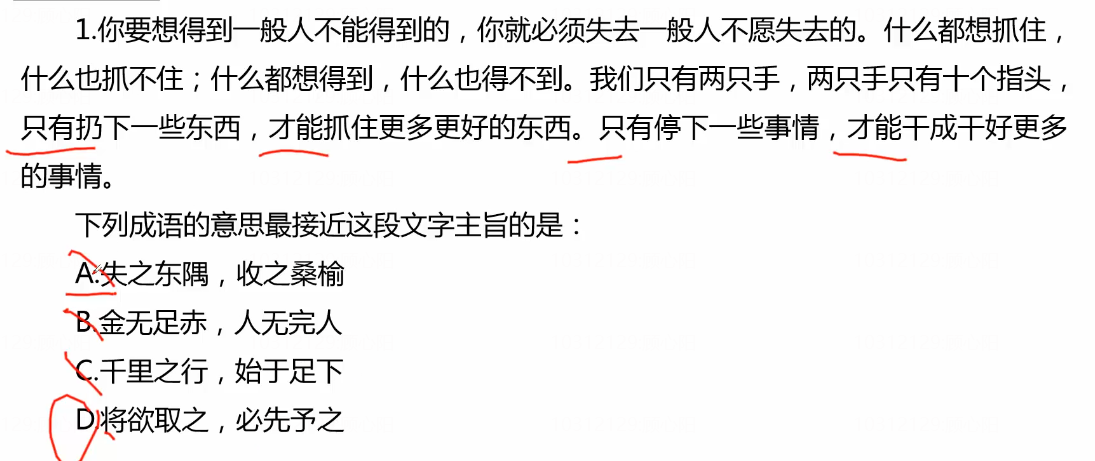 1.你要想得到一般人不能得到的，你就必须失去一般人不愿失去的。什么都想抓住，
什么也抓不住；什么都想得到，什么也得不到。我们只有两只手，两只手只有十个指头，
只有扔下一些东西，才能抓住更多更好的东西。只有停下一些事情，才能干成干好更多
的事情。
下列成语的意思最接近这段文字主旨的是：
A.失之东隅，收之桑榆
B.金无足赤，人无完人
C.千里之行，始于足下
D.将欲取之，必先予之